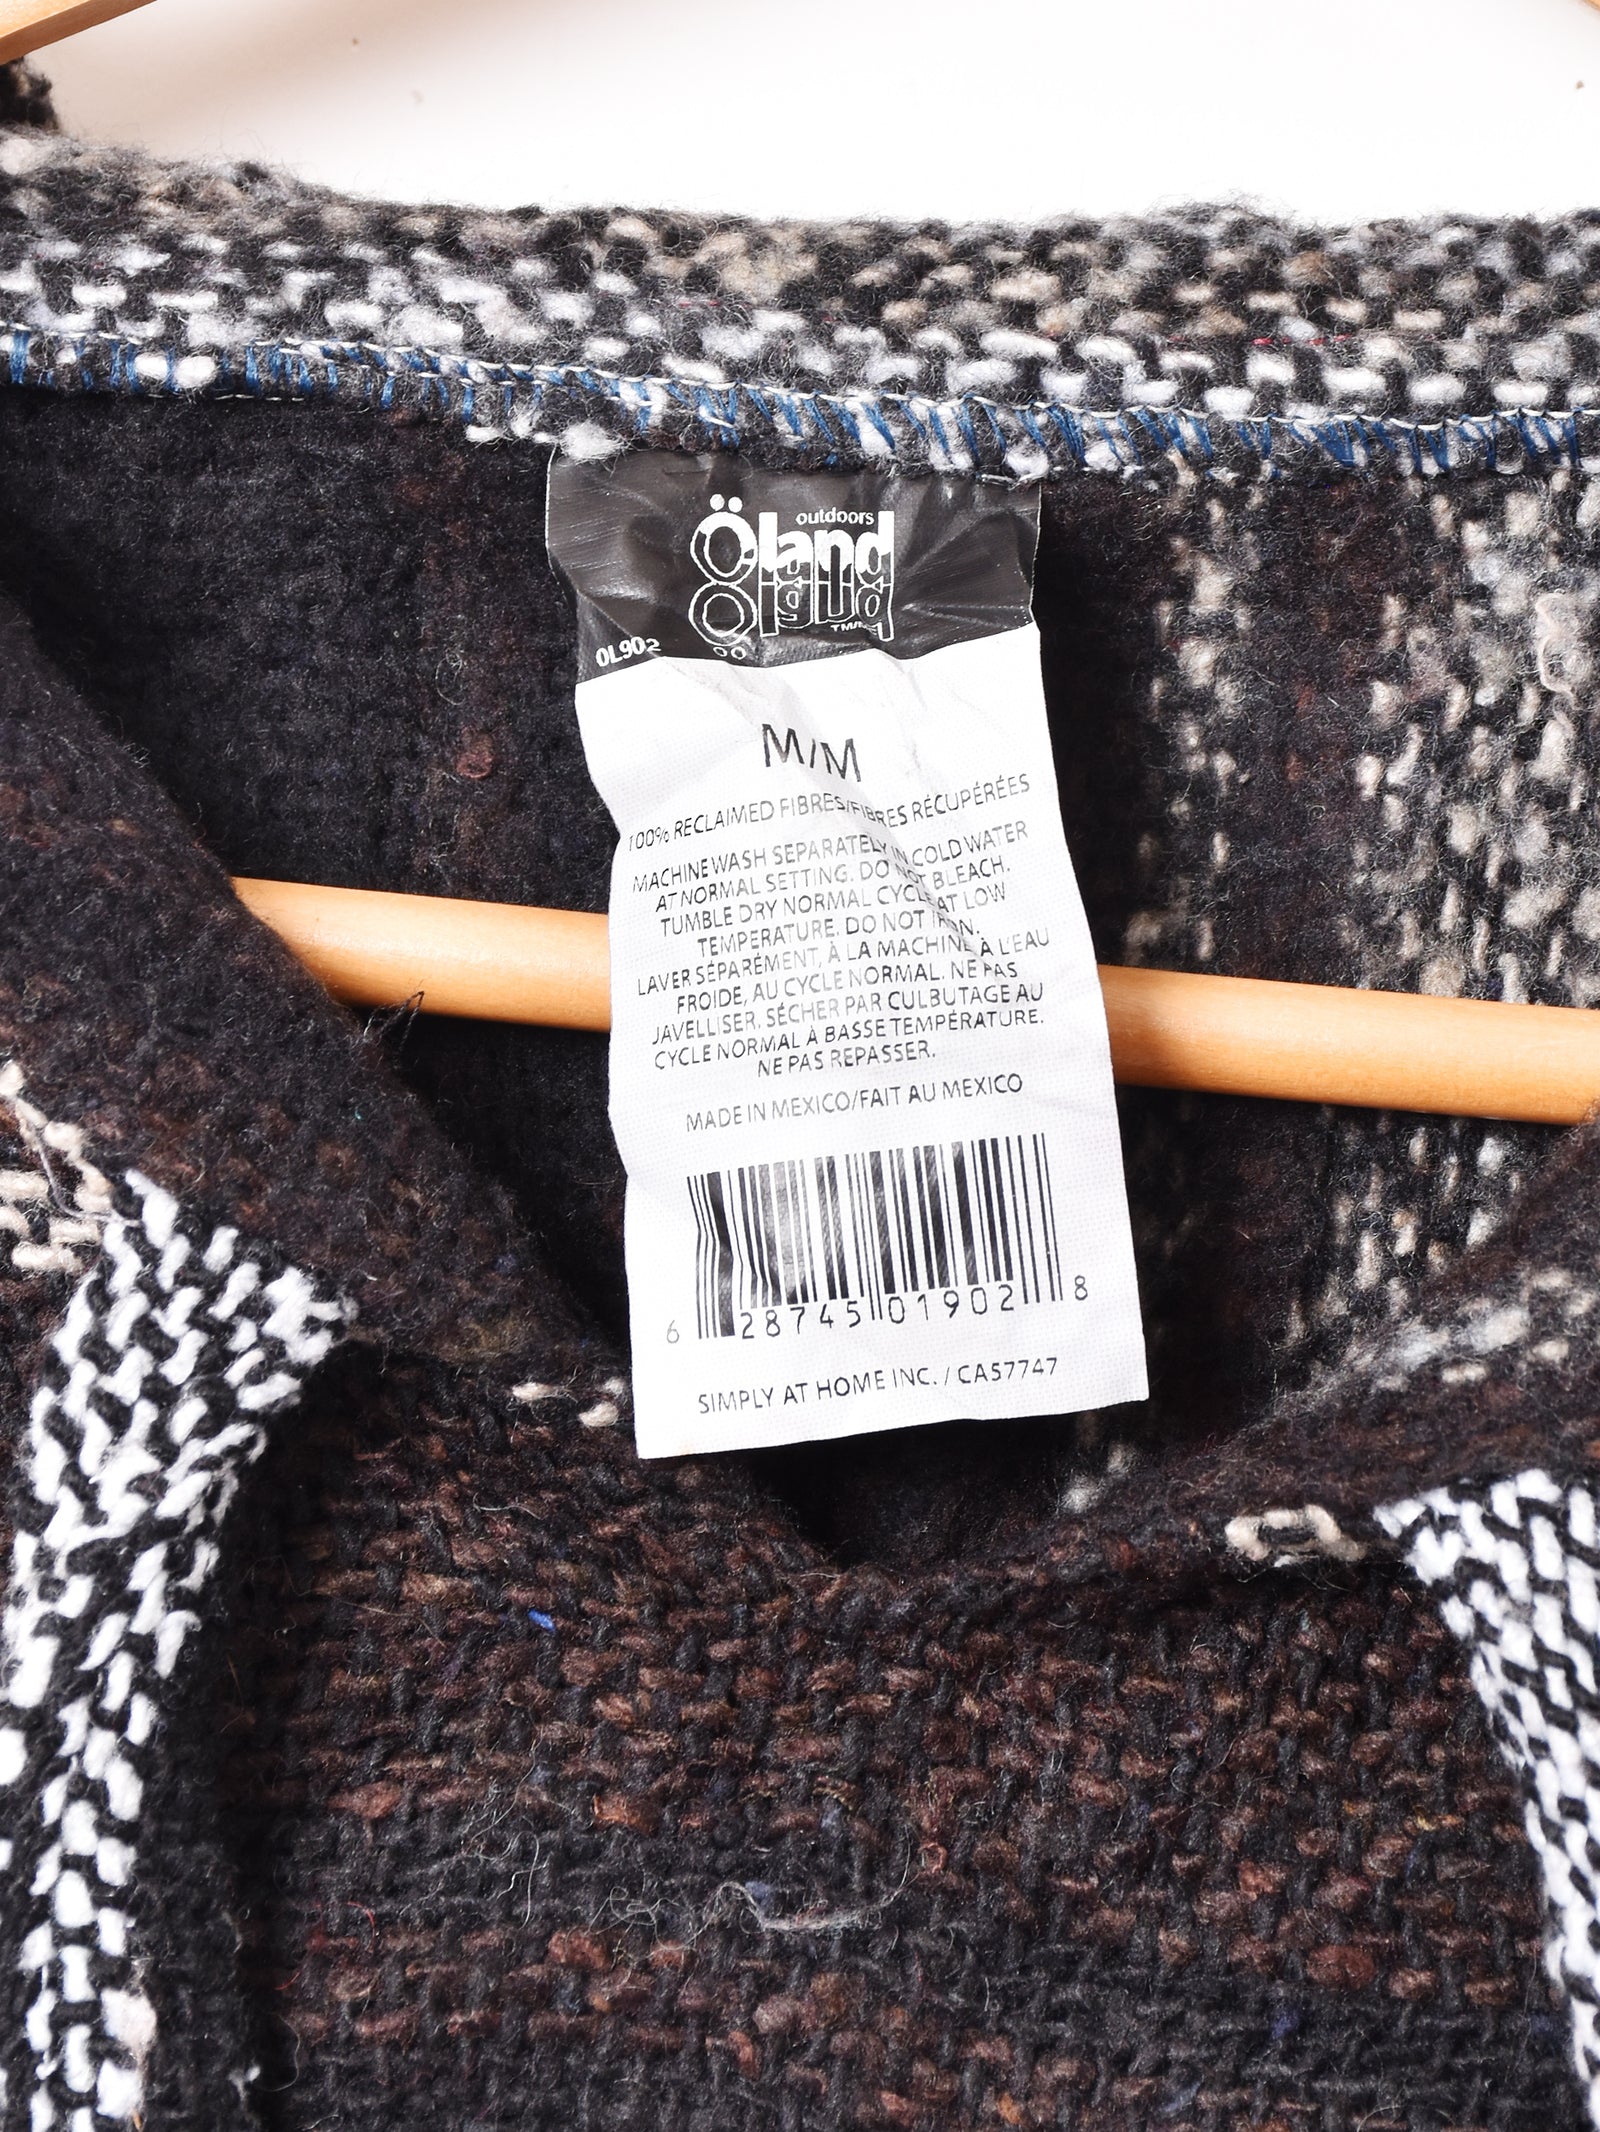 outdoors
Öland
TM/MC
OL902
M/M
100% RECLAIMED FIBRES/FIBRES RÉCUPÉRÉES
MACHINE WASH SEPARATELY IN COLD WATER
AT NORMAL SETTING. DO NOT BLEACH.
TUMBLE DRY NORMAL CYCLE AT LOW
TEMPERATURE. DO NOT IRON.
LAVER SÉPARÉMENT, À LA MACHINE À L'EAU
FROIDE, AU CYCLE NORMAL. NE PAS
JAVELLISER. SÉCHER PAR CULBUTAGE AU
CYCLE NORMAL À BASSE TEMPÉRATURE.
NE PAS REPASSER.
MADE IN MEXICO/FAIT AU MEXICO
6 28745 01902 8
SIMPLY AT HOME INC. / CA57747